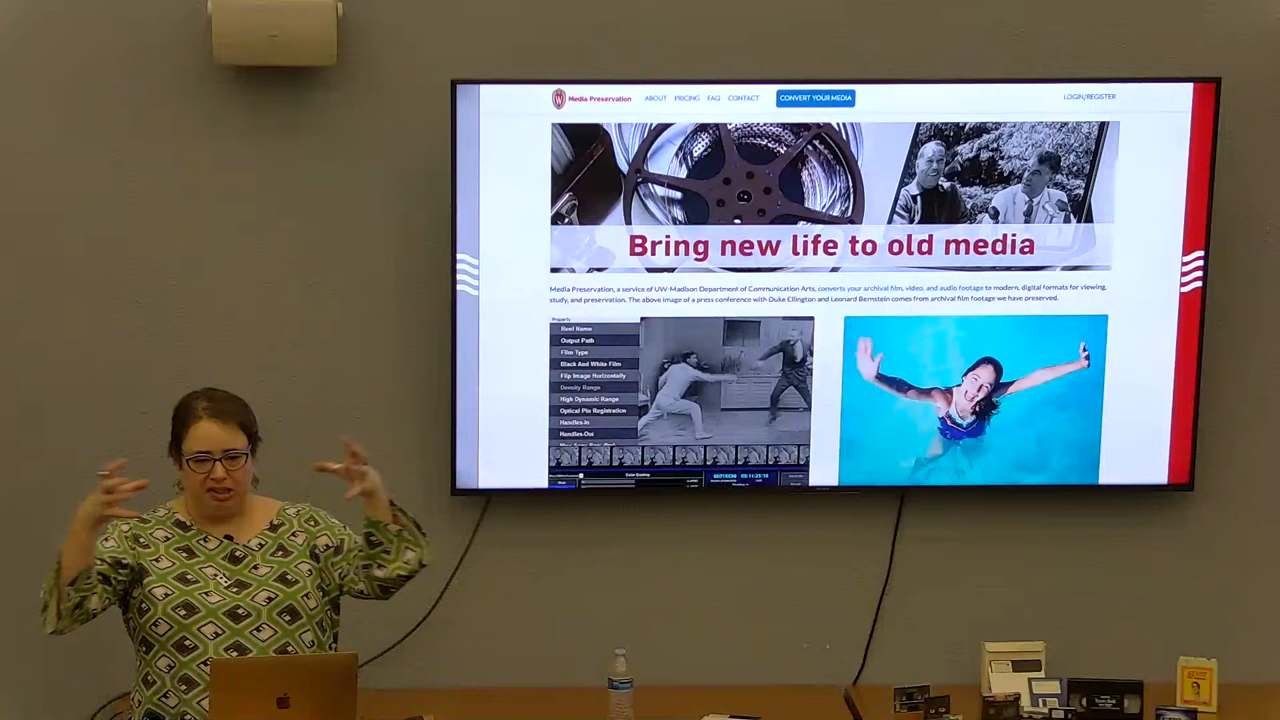 Media Preservation ABOUT PRICING FAQ CONTACT CONVERT YOUR MEDIA LOGIN/REGISTER
Bring new life to old media
Media Preservation, a service of UW-Madison Department of Communication Arts, converts your archival film, video, and audio footage to modern, digital formats for viewing,
study, and preservation. The above image of a press conference with Duke Ellington and Leonard Bernstein comes from archival film footage we have preserved.
Property
Reel Name
Output Path
Film Type
Black And White Film
Flip Image Horizontally
Density Range
High Dynamic Range
Optical Pin Registration
Handles-In
Handles-Out
Color Grading